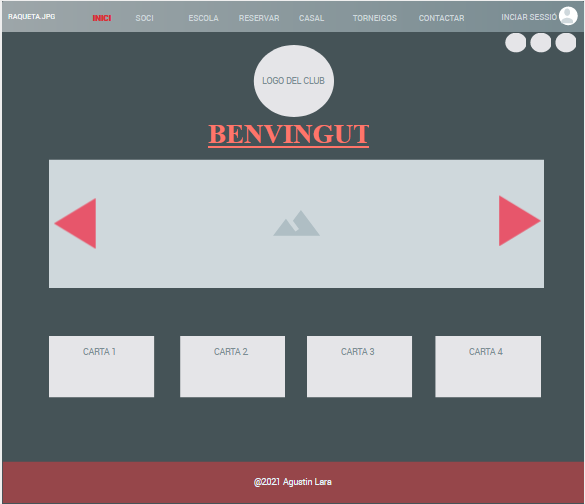 RAQUETA.JPG INICI SOCI ESCOLA RESERVAR CASAL TORNEIGOS CONTACTAR INCIAR SESSIÓ
LOGO DEL CLUB
BENVINGUT
CARTA 1 CARTA 2 CARTA 3 CARTA 4
@2021 Agustin Lara